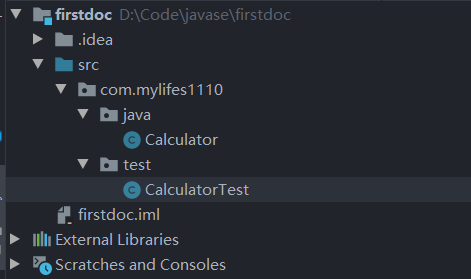 firstdoc D:\Code\javase\firstdoc
.idea
src
com.mylifes1110
java
Calculator
test
CalculatorTest
firstdoc.iml
External Libraries
Scratches and Consoles